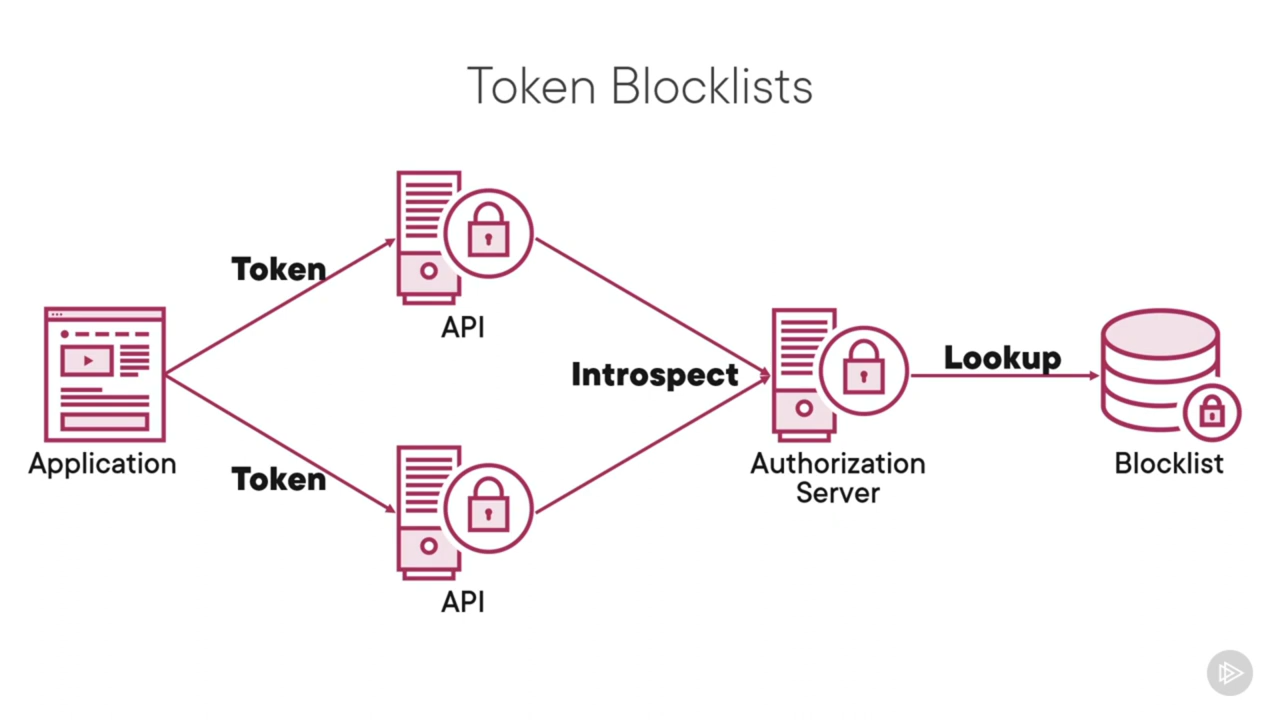 Token Blocklists
Token
API
Application
Token
API
Introspect
Authorization
Server
Lookup
Blocklist